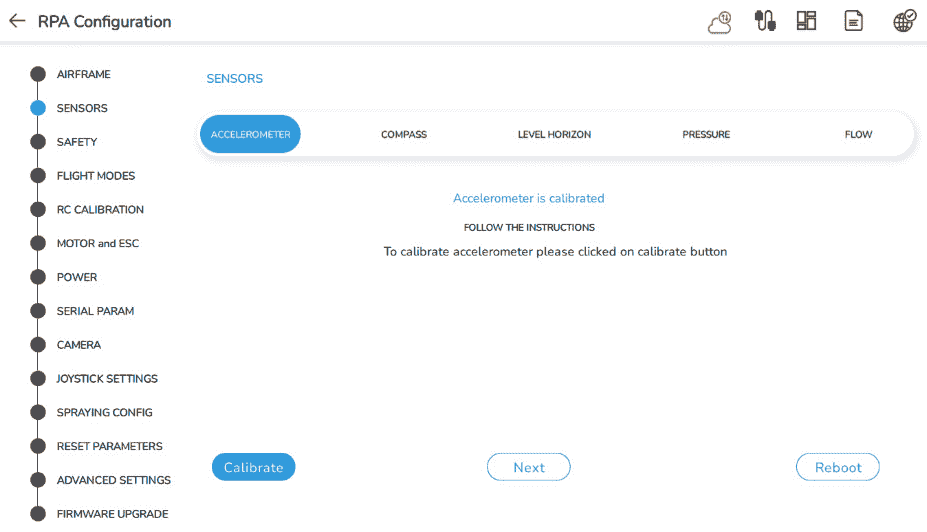 RPA Configuration
AIRFRAME
SENSORS
SAFETY
FLIGHT MODES
RC CALIBRATION
MOTOR and ESC
POWER
SERIAL PARAM
CAMERA
JOYSTICK SETTINGS
SPRAYING CONFIG
RESET PARAMETERS
ADVANCED SETTINGS
FIRMWARE UPGRADE
SENSORS
ACCELEROMETER COMPASS LEVEL HORIZON PRESSURE FLOW
Accelerometer is calibrated
FOLLOW THE INSTRUCTIONS
To calibrate accelerometer please clicked on calibrate button
Calibrate Next Reboot